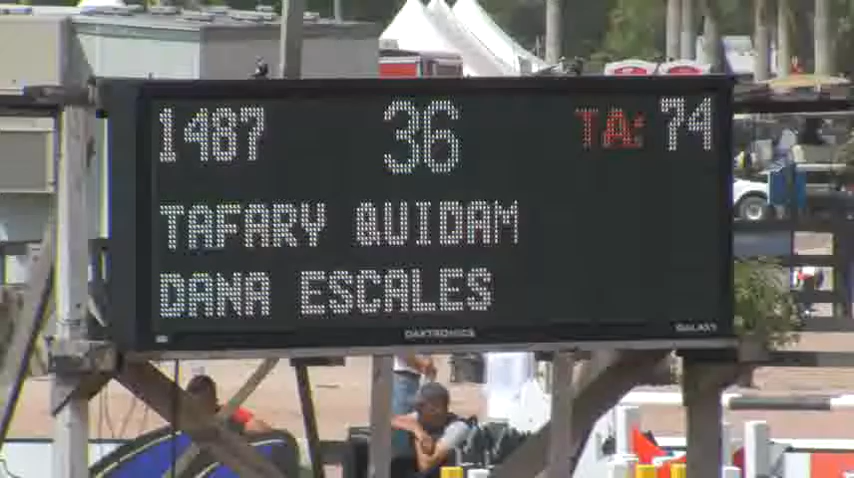 1487 36 TA: 74
TAFARY QUIDAM
DANA ESCALES
DAKTRONICS GALAXY